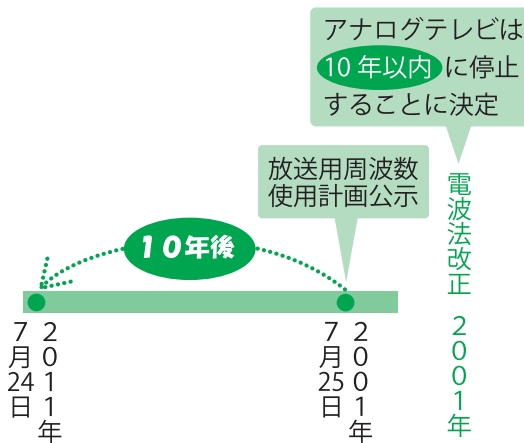 アナログテレビは
10年以内に停止
することに決定
放送用周波数
使用計画公示
電波法改正 2001年
10年後
2001年
7月25日
2011年
7月24日